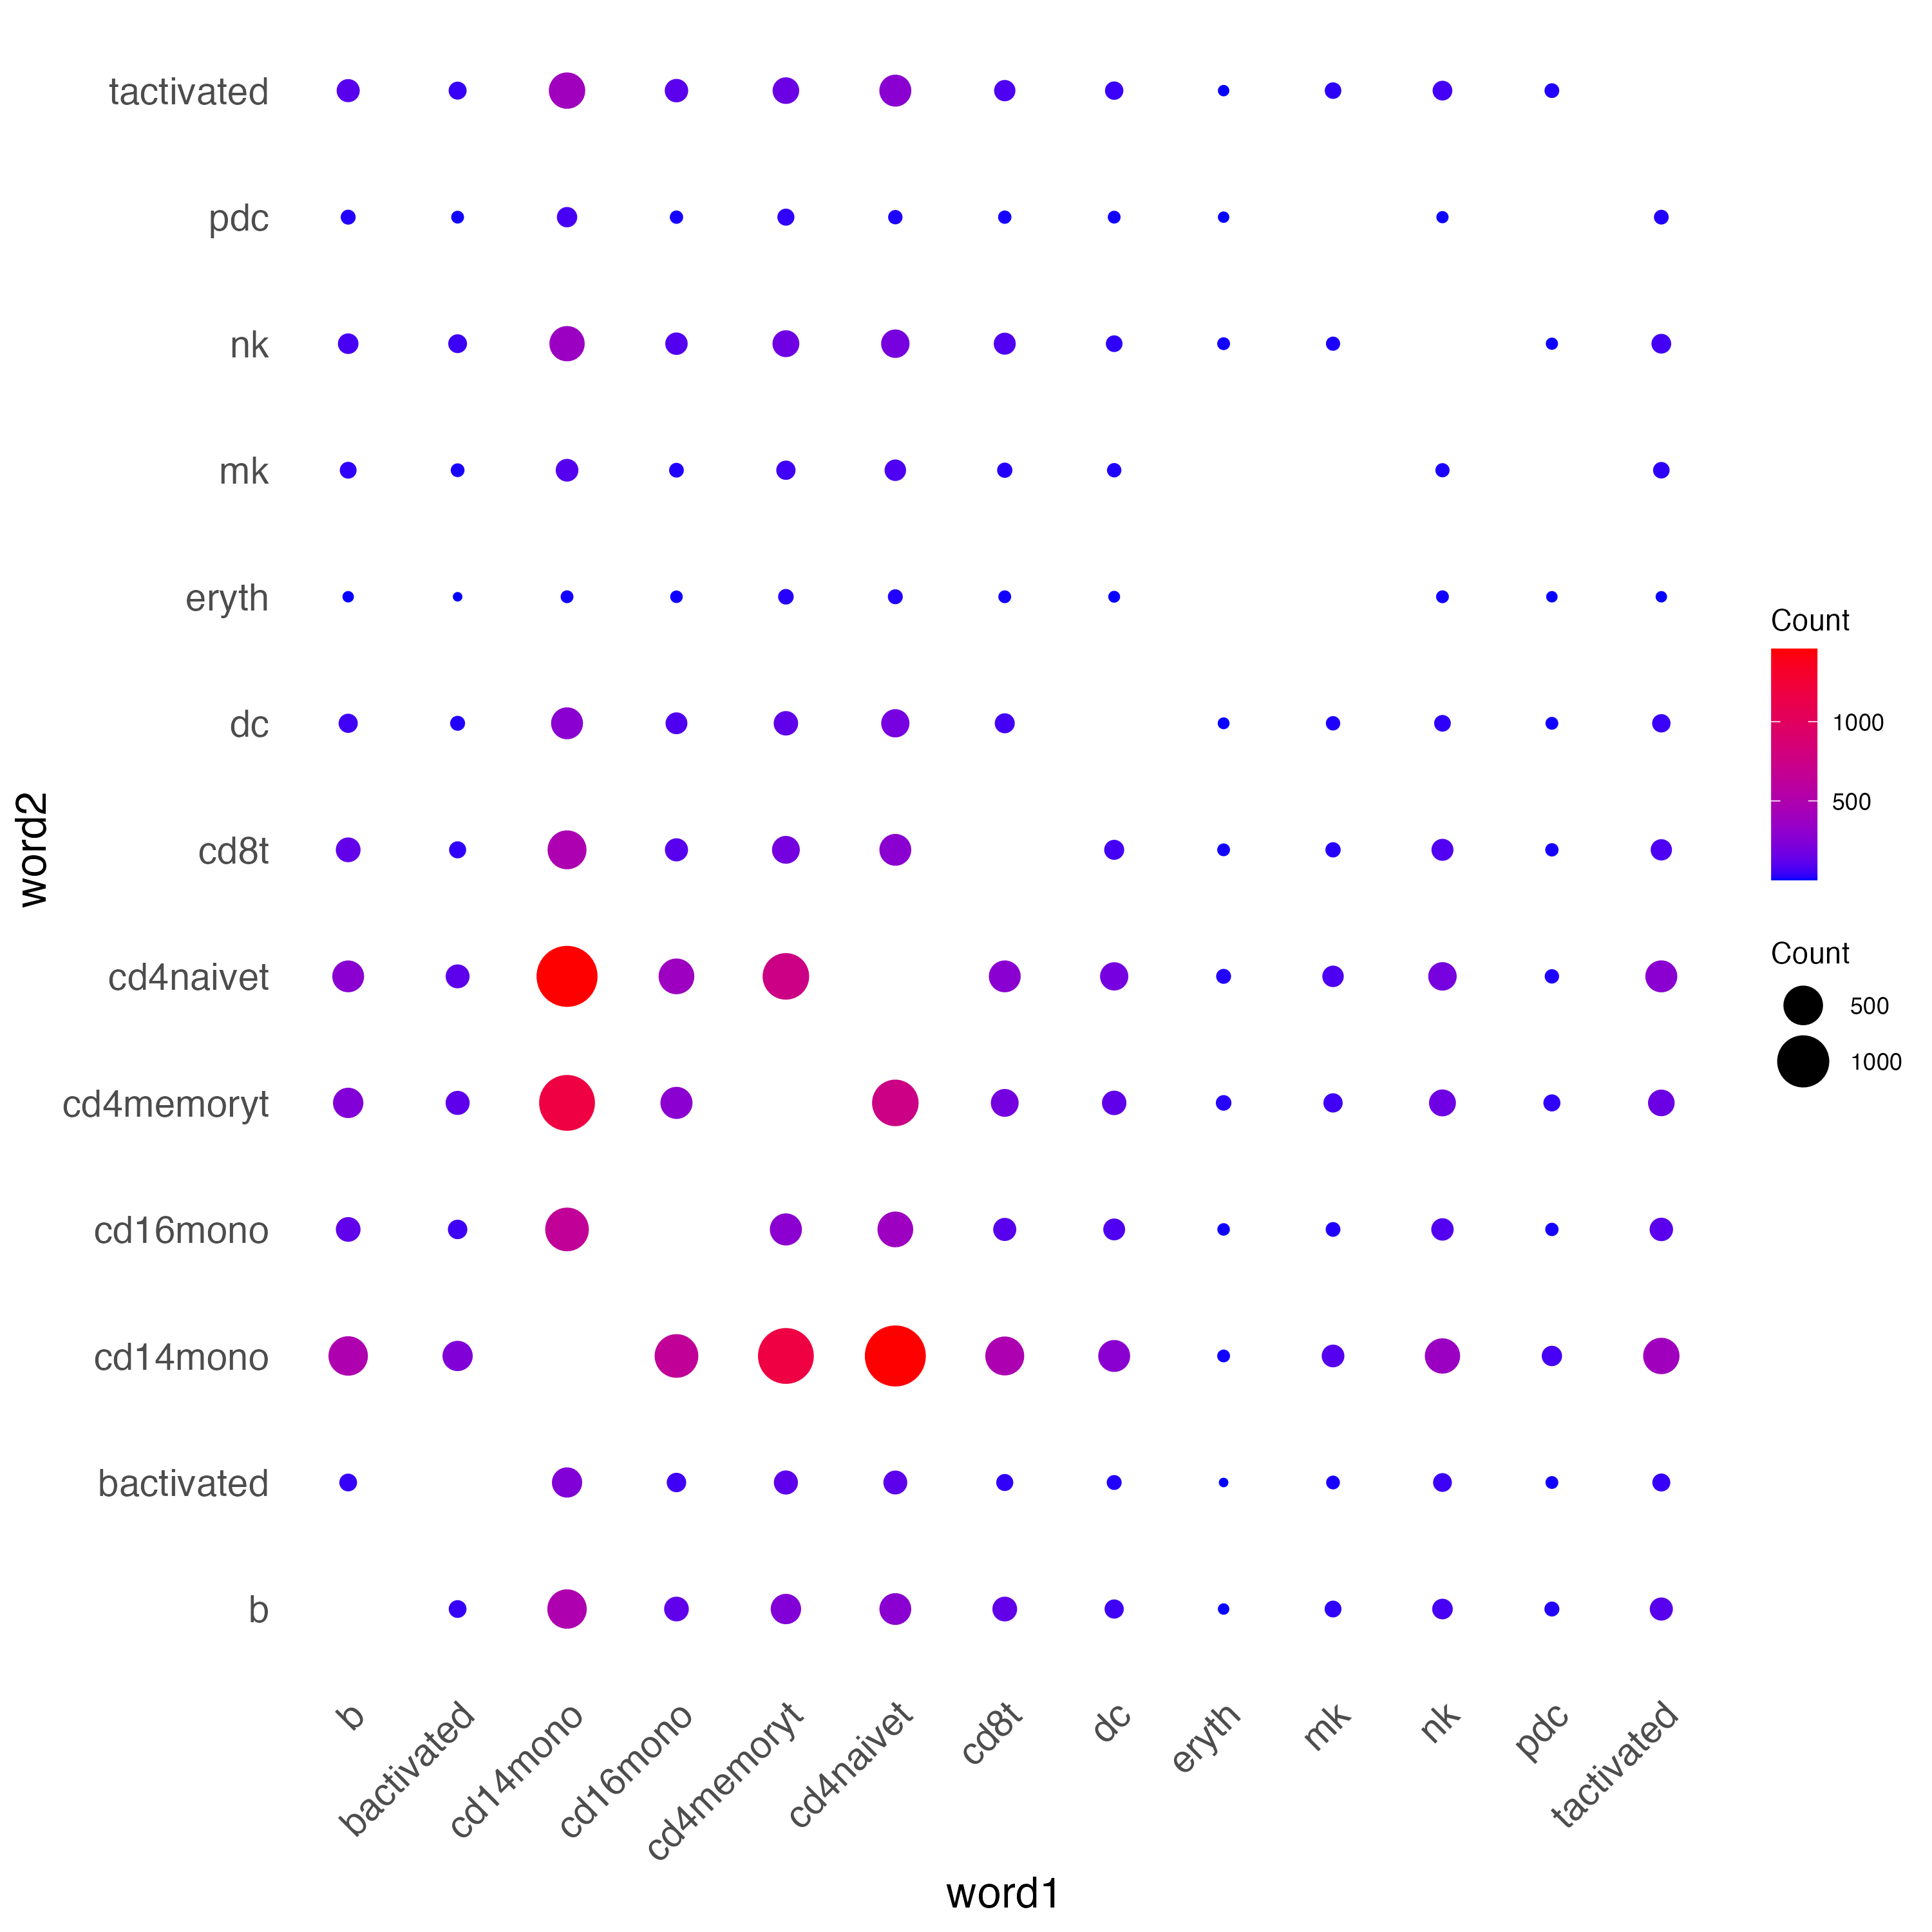 tactivated
pdc
nk
mk
eryth
dc
cd8t
cd4naivet
cd4memoryt
cd16mono
cd14mono
bactivated
b
word2
b
bactivated
cd14mono
cd16mono
cd4memoryt
cd4naivet
cd8t
dc
eryth
mk
nk
pdc
tactivated
word1
Count
1000
500
Count
500
1000